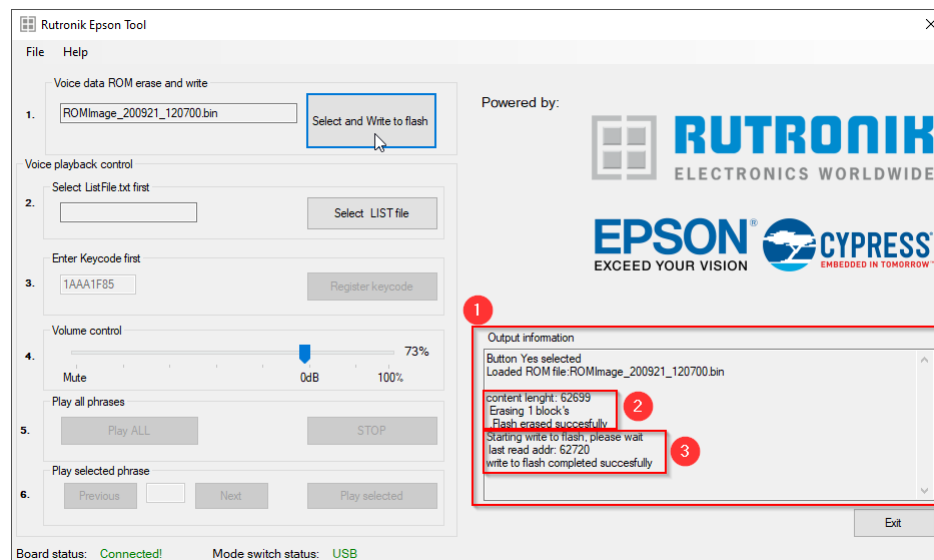 Rutronik Epson Tool
File Help
Voice data ROM erase and write
1. ROMImage_200921_120700.bin
Select and Write to flash
Voice playback control
Select ListFile.txt first
2.
Select LIST file
Enter Keycode first
3. 1AAA1F85
Register keycode
Volume control
4.
73%
Mute 0dB 100%
Play all phrases
5. Play ALL STOP
Play selected phrase
6. Previous Next Play selected
Board status: Connected! Mode switch status: USB
Powered by:
RUTRONIK
ELECTRONICS WORLDWIDE
EPSON®
EXCEED YOUR VISION
CYPRESS
EMBEDDED IN TOMORROW™
1
Output information
Button Yes selected
Loaded ROM file:ROMImage_200921_120700.bin
content lenght: 62699
Erasing 1 block's
Flash erased succesfully
2
Starting write to flash, please wait
last read addr: 62720
write to flash completed succesfully
3
Exit